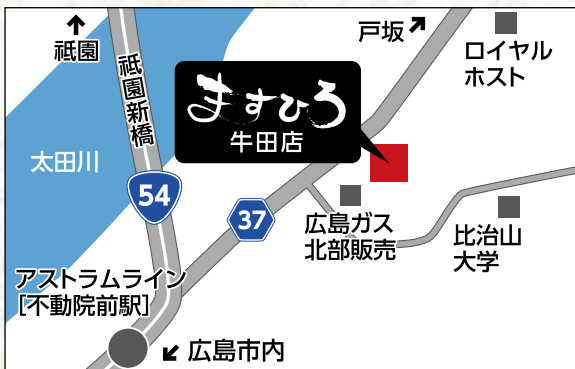 祇園
戸坂
ロイヤル
ホスト
祇園新橋
ますひろ
牛田店
太田川
54
37
広島ガス
北部販売
比治山
大学
アストラムライン
[不動院前駅]
広島市内